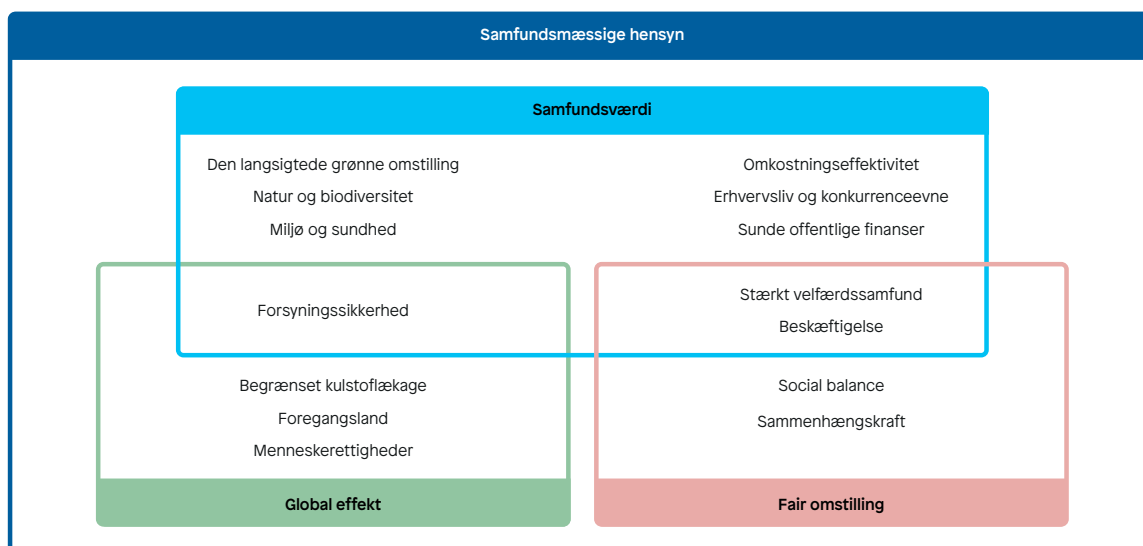 Samfundsmæssige hensyn
Samfundsværdi
Den langsigtede grønne omstilling
Natur og biodiversitet
Miljø og sundhed
Omkostningseffektivitet
Erhvervsliv og konkurrenceevne
Sunde offentlige finanser
Forsyningssikkerhed
Stærkt velfærdssamfund
Beskæftigelse
Begrænset kulstoflækage
Foregangsland
Menneskerettigheder
Social balance
Sammenhængskraft
Global effekt
Fair omstilling